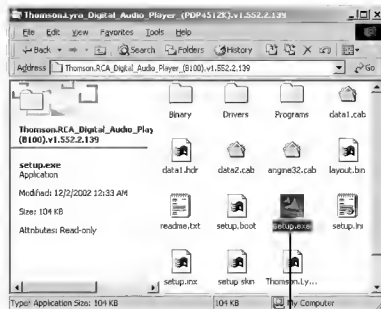 Thomson.Lyra_Digital_Audio_Player_(PDP4512K).v1.552.2.139
File Edit View Favorites Tools Help
Back Search Folders History
Address Thomson.RCA_Digital_Audio_Player_(B100).v1.552.2.139 Go
Binary Drivers Programs data1.cab
Thomson.RCA_Digital_Audio_Play
(B100).v1.552.2.139
setup.exe
Application
Modified: 12/2/2002 12:33 AM
Size: 104 KB
Attributes: Read-only
data1.hdr data2.cab engine32.cab layout.bin
readme.txt setup.boot setup.exe setup.ini
setup.inx setup.skin Thomson.Ly...
Type: Application Size: 104 KB 104 KB My Computer